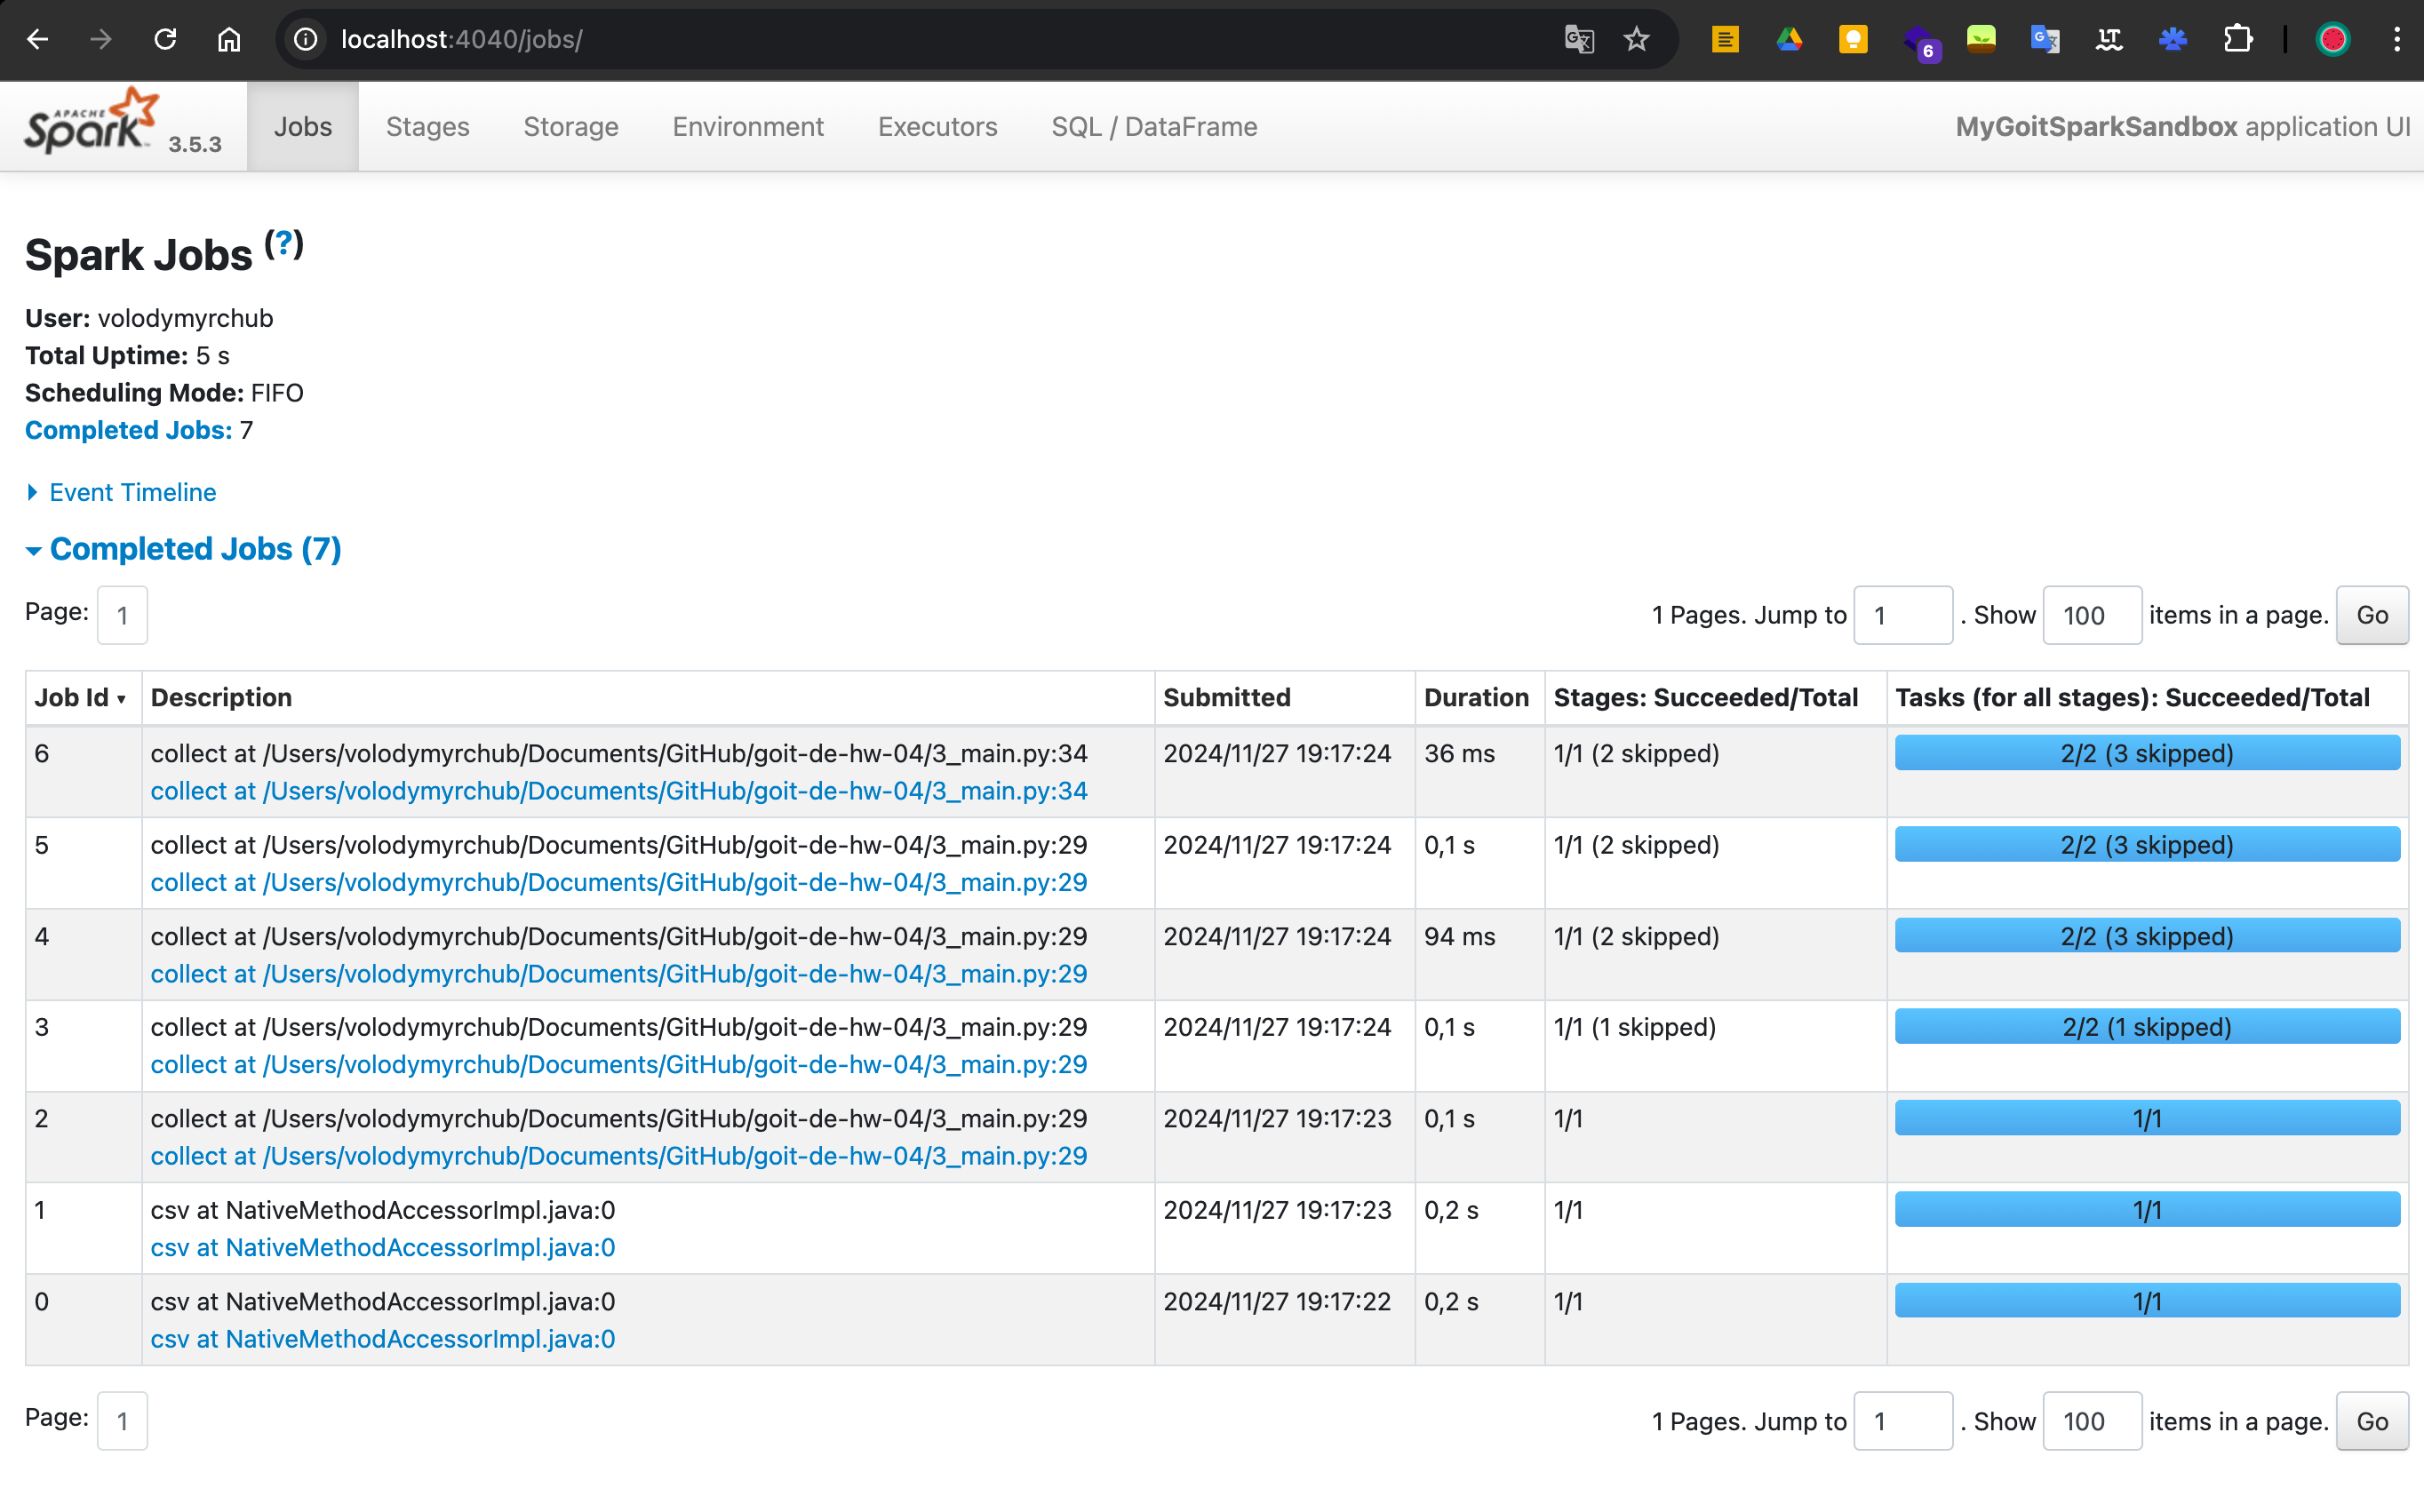 localhost:4040/jobs/
6
APACHE
Spark 3.5.3
Jobs Stages Storage Environment Executors SQL / DataFrame MyGoitSparkSandbox application UI
Spark Jobs (?)
User: volodymyrchub
Total Uptime: 5 s
Scheduling Mode: FIFO
Completed Jobs: 7
Event Timeline
Completed Jobs (7)
Page: 1 1 Pages. Jump to 1 . Show 100 items in a page. Go
Job Id ▾ Description Submitted Duration Stages: Succeeded/Total Tasks (for all stages): Succeeded/Total
6 collect at /Users/volodymyrchub/Documents/GitHub/goit-de-hw-04/3_main.py:34 2024/11/27 19:17:24 36 ms 1/1 (2 skipped) 2/2 (3 skipped)
collect at /Users/volodymyrchub/Documents/GitHub/goit-de-hw-04/3_main.py:34
5 collect at /Users/volodymyrchub/Documents/GitHub/goit-de-hw-04/3_main.py:29 2024/11/27 19:17:24 0,1 s 1/1 (2 skipped) 2/2 (3 skipped)
collect at /Users/volodymyrchub/Documents/GitHub/goit-de-hw-04/3_main.py:29
4 collect at /Users/volodymyrchub/Documents/GitHub/goit-de-hw-04/3_main.py:29 2024/11/27 19:17:24 94 ms 1/1 (2 skipped) 2/2 (3 skipped)
collect at /Users/volodymyrchub/Documents/GitHub/goit-de-hw-04/3_main.py:29
3 collect at /Users/volodymyrchub/Documents/GitHub/goit-de-hw-04/3_main.py:29 2024/11/27 19:17:24 0,1 s 1/1 (1 skipped) 2/2 (1 skipped)
collect at /Users/volodymyrchub/Documents/GitHub/goit-de-hw-04/3_main.py:29
2 collect at /Users/volodymyrchub/Documents/GitHub/goit-de-hw-04/3_main.py:29 2024/11/27 19:17:23 0,1 s 1/1 1/1
collect at /Users/volodymyrchub/Documents/GitHub/goit-de-hw-04/3_main.py:29
1 csv at NativeMethodAccessorImpl.java:0 2024/11/27 19:17:23 0,2 s 1/1 1/1
csv at NativeMethodAccessorImpl.java:0
0 csv at NativeMethodAccessorImpl.java:0 2024/11/27 19:17:22 0,2 s 1/1 1/1
csv at NativeMethodAccessorImpl.java:0
Page: 1 1 Pages. Jump to 1 . Show 100 items in a page. Go